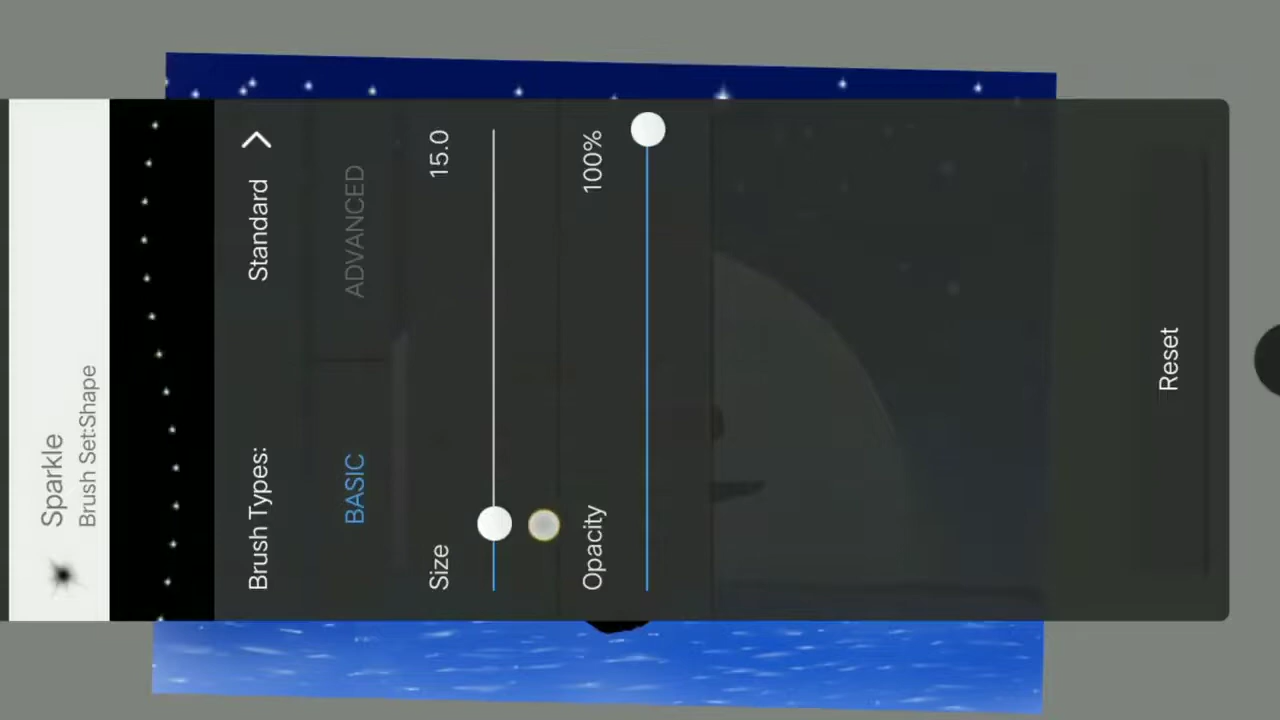 Sparkle
Brush Set:Shape
Brush Types: Standard
BASIC ADVANCED
Size 15.0
Opacity 100%
Reset